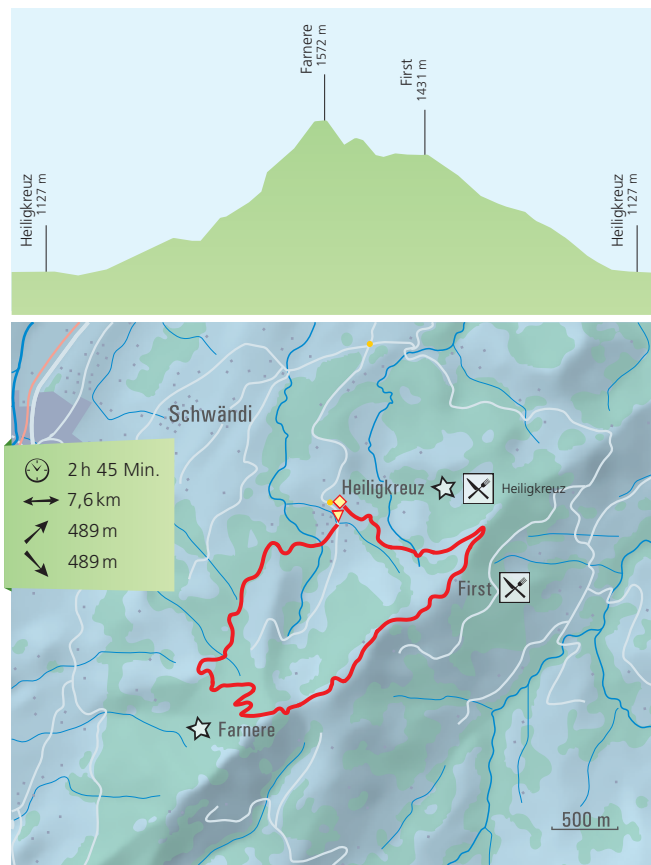 Heiligkreuz
1127 m
Farnere
1572 m
First
1431 m
Heiligkreuz
1127 m
Schwändi
2 h 45 Min.
7,6 km
489 m
489 m
Heiligkreuz
Heiligkreuz
First
Farnere
500 m